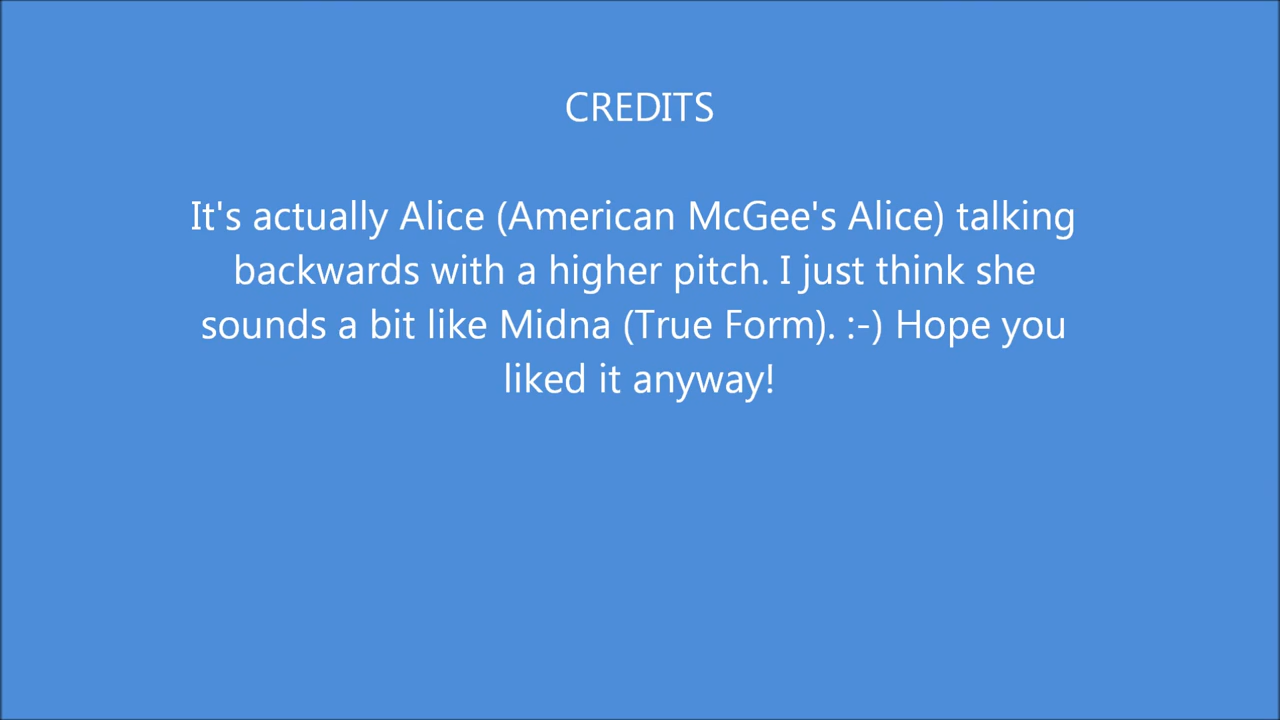 CREDITS
It's actually Alice (American McGee's Alice) talking
backwards with a higher pitch. I just think she
sounds a bit like Midna (True Form). :-) Hope you
liked it anyway!